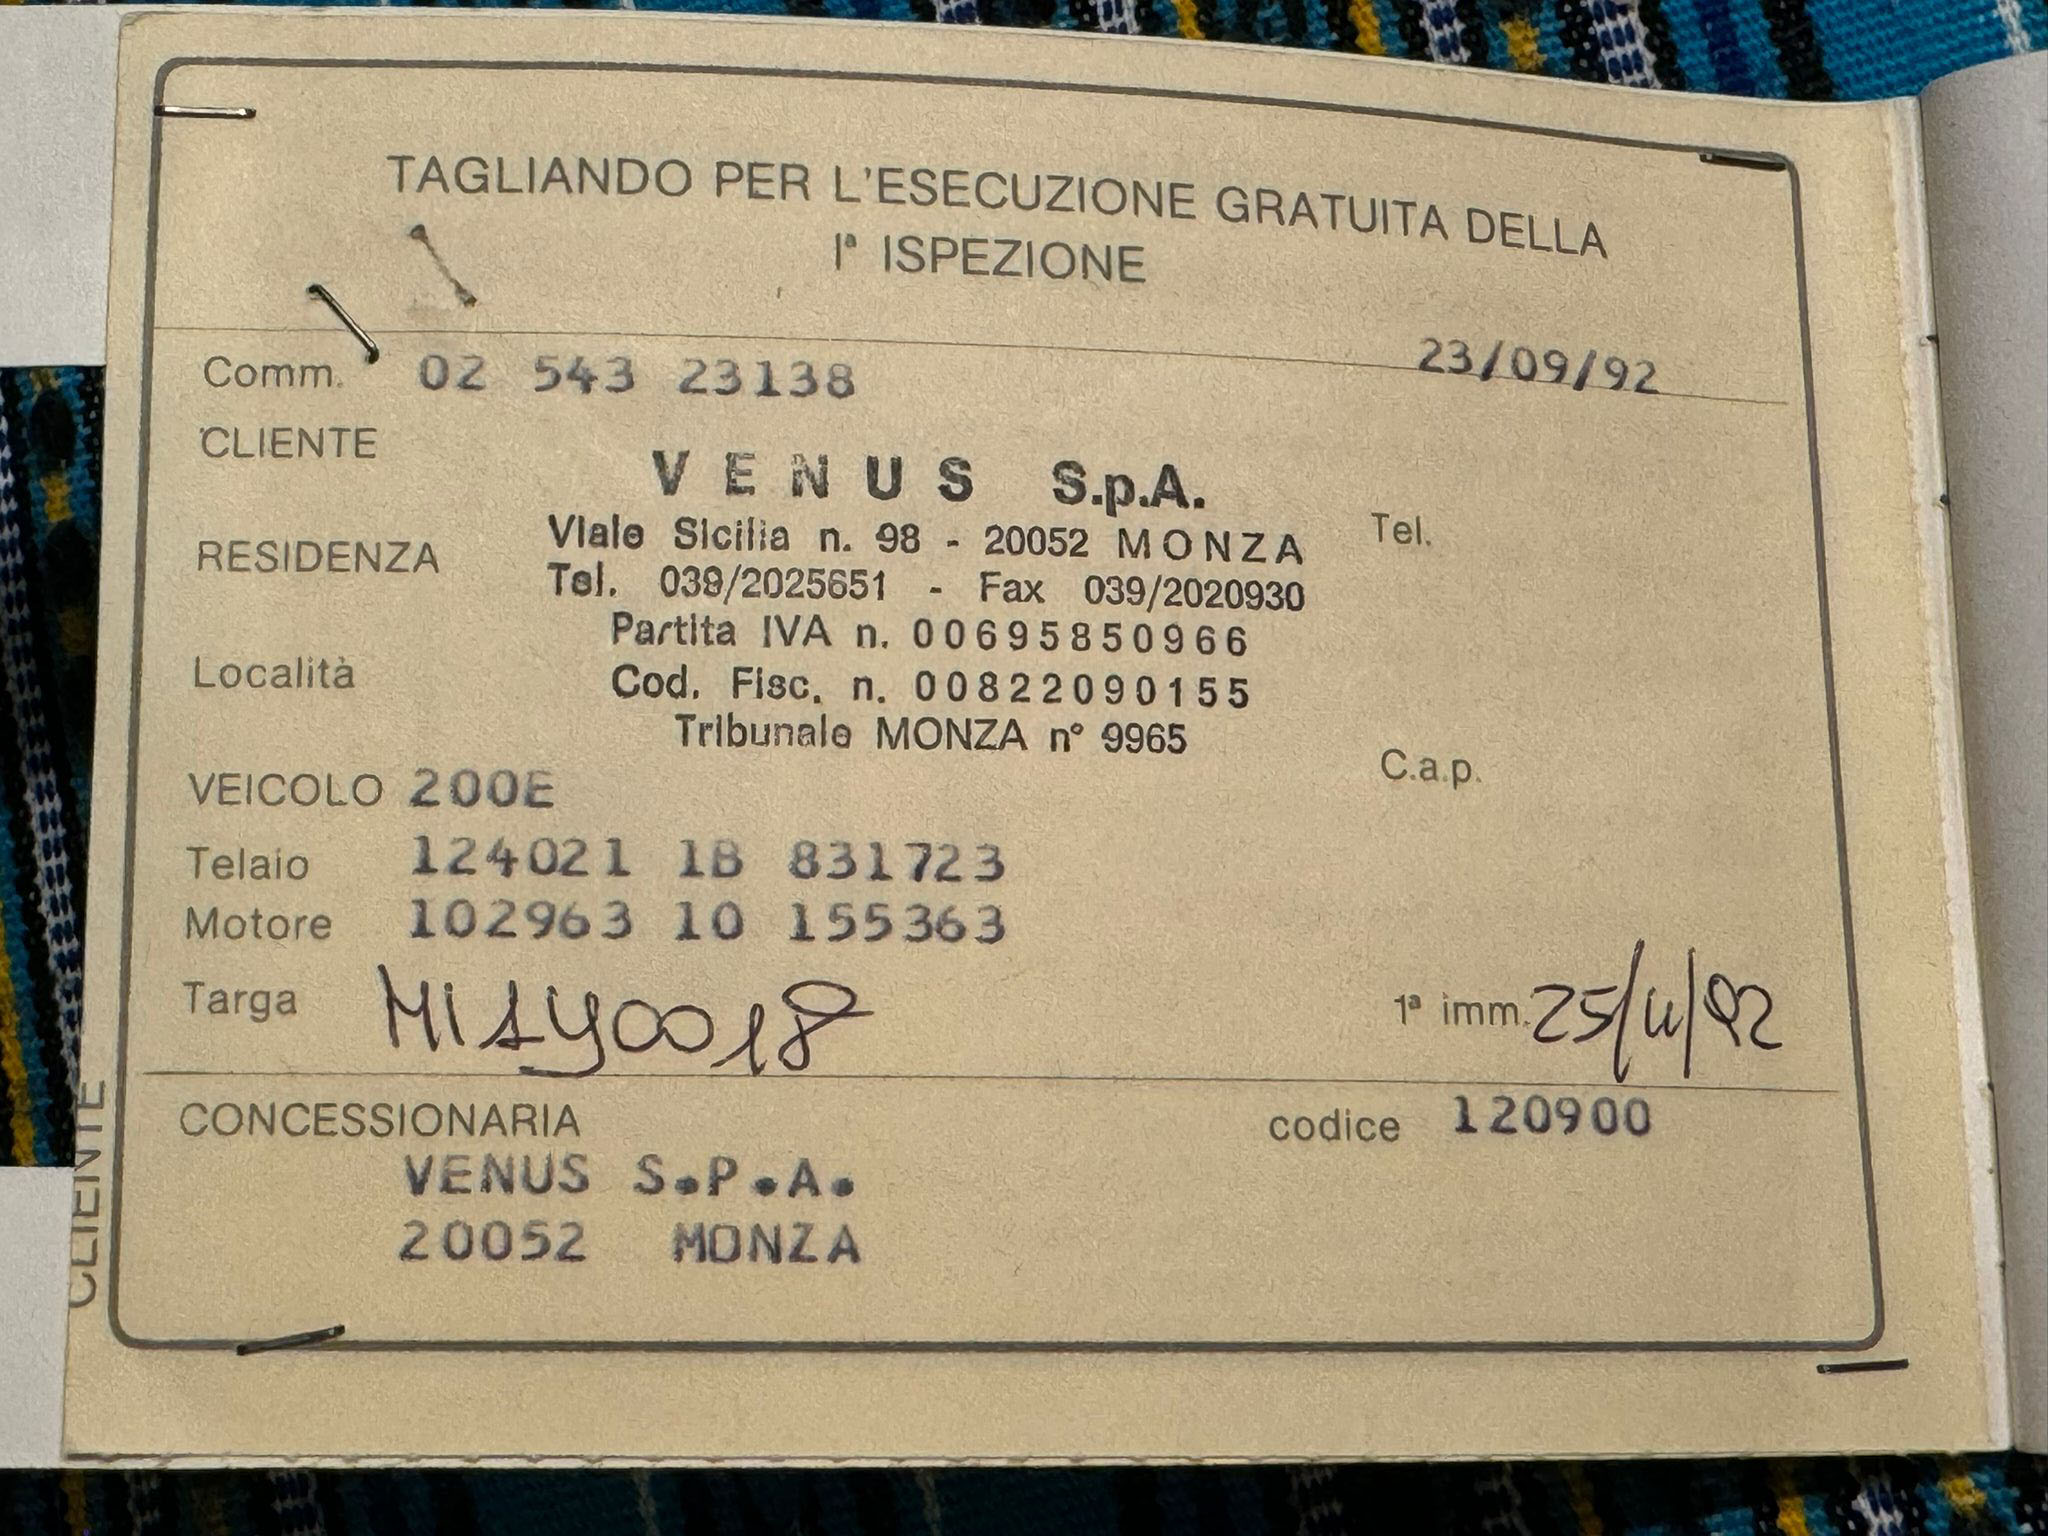 TAGLIANDO PER L'ESECUZIONE GRATUITA DELLA
Iª ISPEZIONE
Comm. 02 543 23138 23/09/92
CLIENTE
VENUS S.p.A.
RESIDENZA Viale Sicilia n. 98 - 20052 MONZA Tel.
Tel. 039/2025651 - Fax 039/2020930
Partita IVA n. 00695850966
Località Cod. Fisc. n. 00822090155
Tribunale MONZA n° 9965
C.a.p.
VEICOLO 200E
Telaio 124021 1B 831723
Motore 102963 10 155363
Targa MI1Y0018 1ª imm. 25/11/92
CONCESSIONARIA codice 120900
VENUS S.P.A.
20052 MONZA
CLIENTE